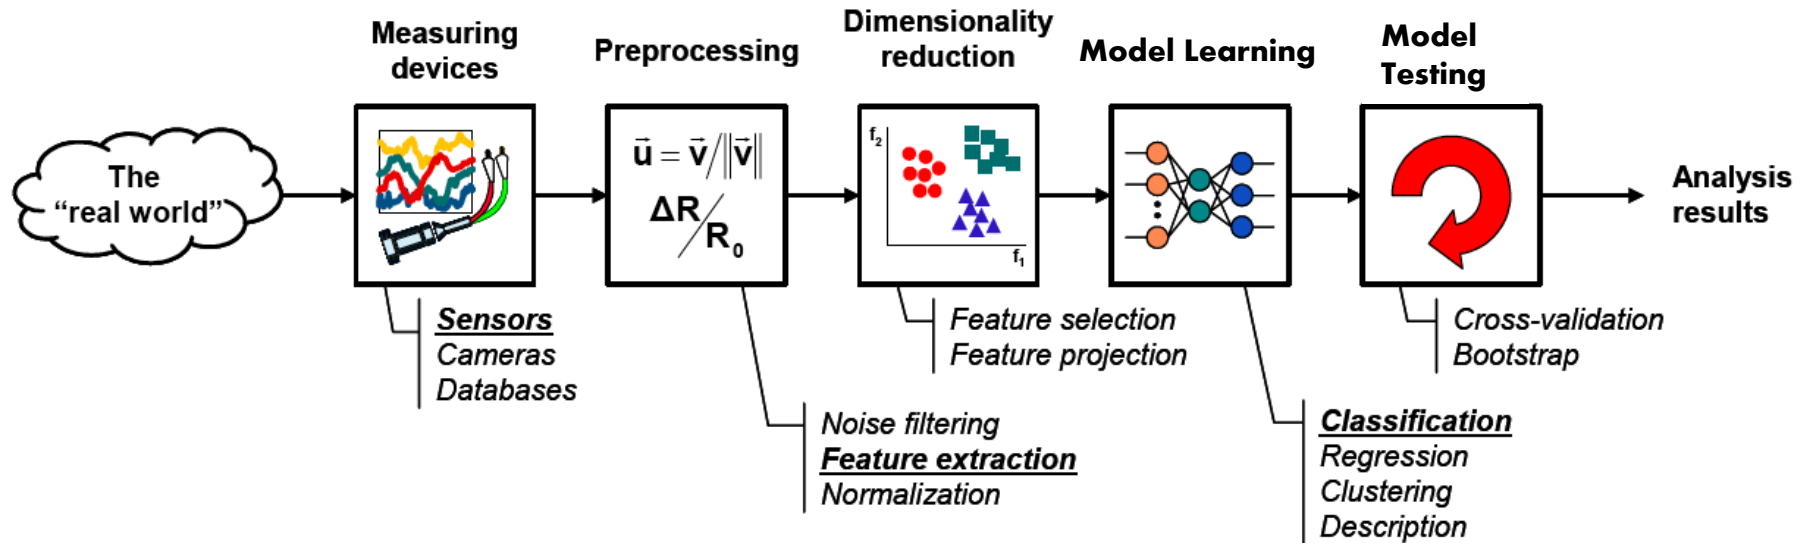 Measuring
devices
Preprocessing
Dimensionality
reduction
Model Learning
Model
Testing
The
“real world”
u⃗ = v⃗/‖v⃗‖
ΔR/R₀
f₂
f₁
Analysis
results
Sensors
Cameras
Databases
Noise filtering
Feature extraction
Normalization
Feature selection
Feature projection
Classification
Regression
Clustering
Description
Cross-validation
Bootstrap